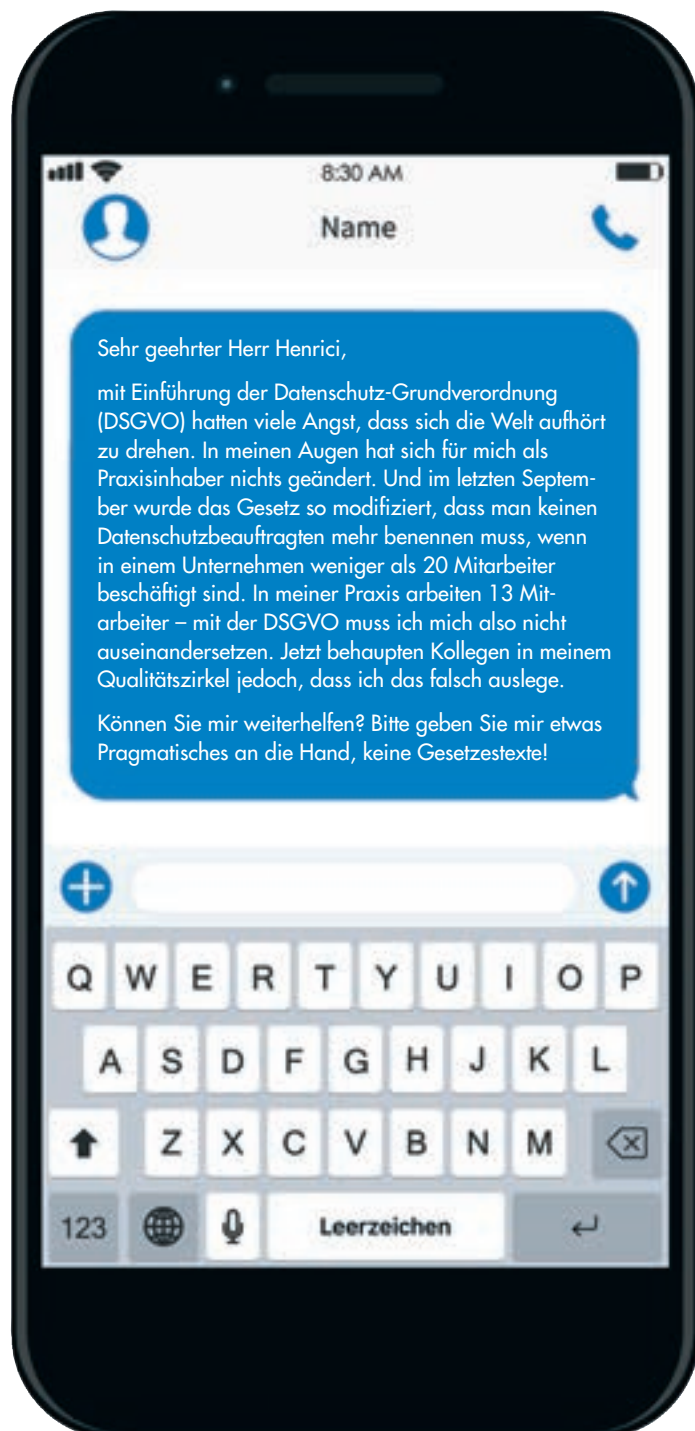 8:30 AM
Name
Sehr geehrter Herr Henrici,
mit Einführung der Datenschutz-Grundverordnung
(DSGVO) hatten viele Angst, dass sich die Welt aufhört
zu drehen. In meinen Augen hat sich für mich als
Praxisinhaber nichts geändert. Und im letzten Septem-
ber wurde das Gesetz so modifiziert, dass man keinen
Datenschutzbeauftragten mehr benennen muss, wenn
in einem Unternehmen weniger als 20 Mitarbeiter
beschäftigt sind. In meiner Praxis arbeiten 13 Mit-
arbeiter – mit der DSGVO muss ich mich also nicht
auseinandersetzen. Jetzt behaupten Kollegen in meinem
Qualitätszirkel jedoch, dass ich das falsch auslege.
Können Sie mir weiterhelfen? Bitte geben Sie mir etwas
Pragmatisches an die Hand, keine Gesetzestexte!
Q W E R T Y U I O P
A S D F G H J K L
Z X C V B N M
123 Leerzeichen